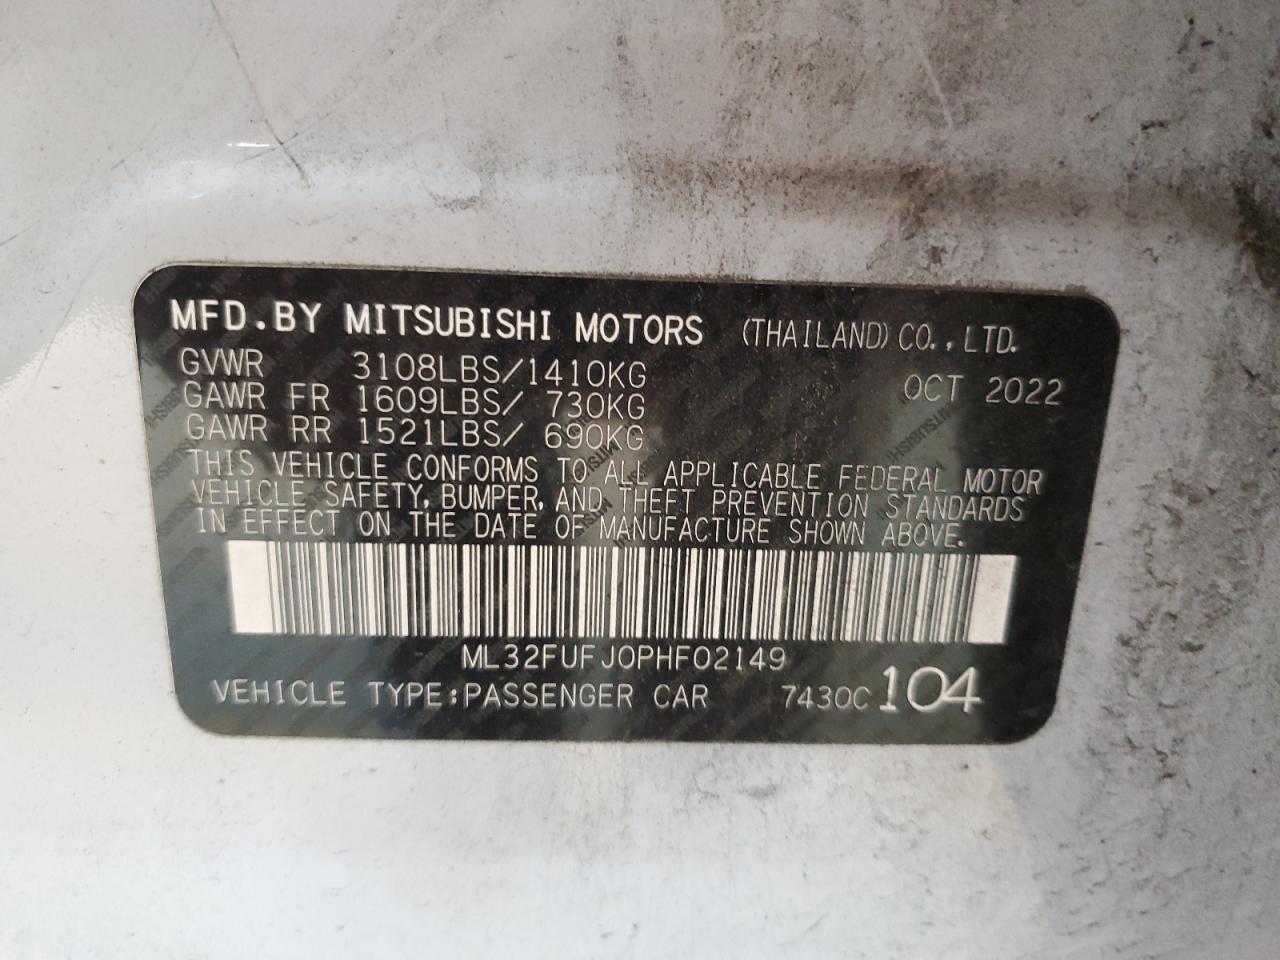 MFD.BY MITSUBISHI MOTORS (THAILAND) CO., LTD.
GVWR 3108LBS/1410KG OCT 2022
GAWR FR 1609LBS/ 730KG
GAWR RR 1521LBS/ 690KG
THIS VEHICLE CONFORMS TO ALL APPLICABLE FEDERAL MOTOR
VEHICLE SAFETY, BUMPER, AND THEFT PREVENTION STANDARDS
IN EFFECT ON THE DATE OF MANUFACTURE SHOWN ABOVE.
ML32FUFJ0PHF02149
VEHICLE TYPE:PASSENGER CAR 7430C 104